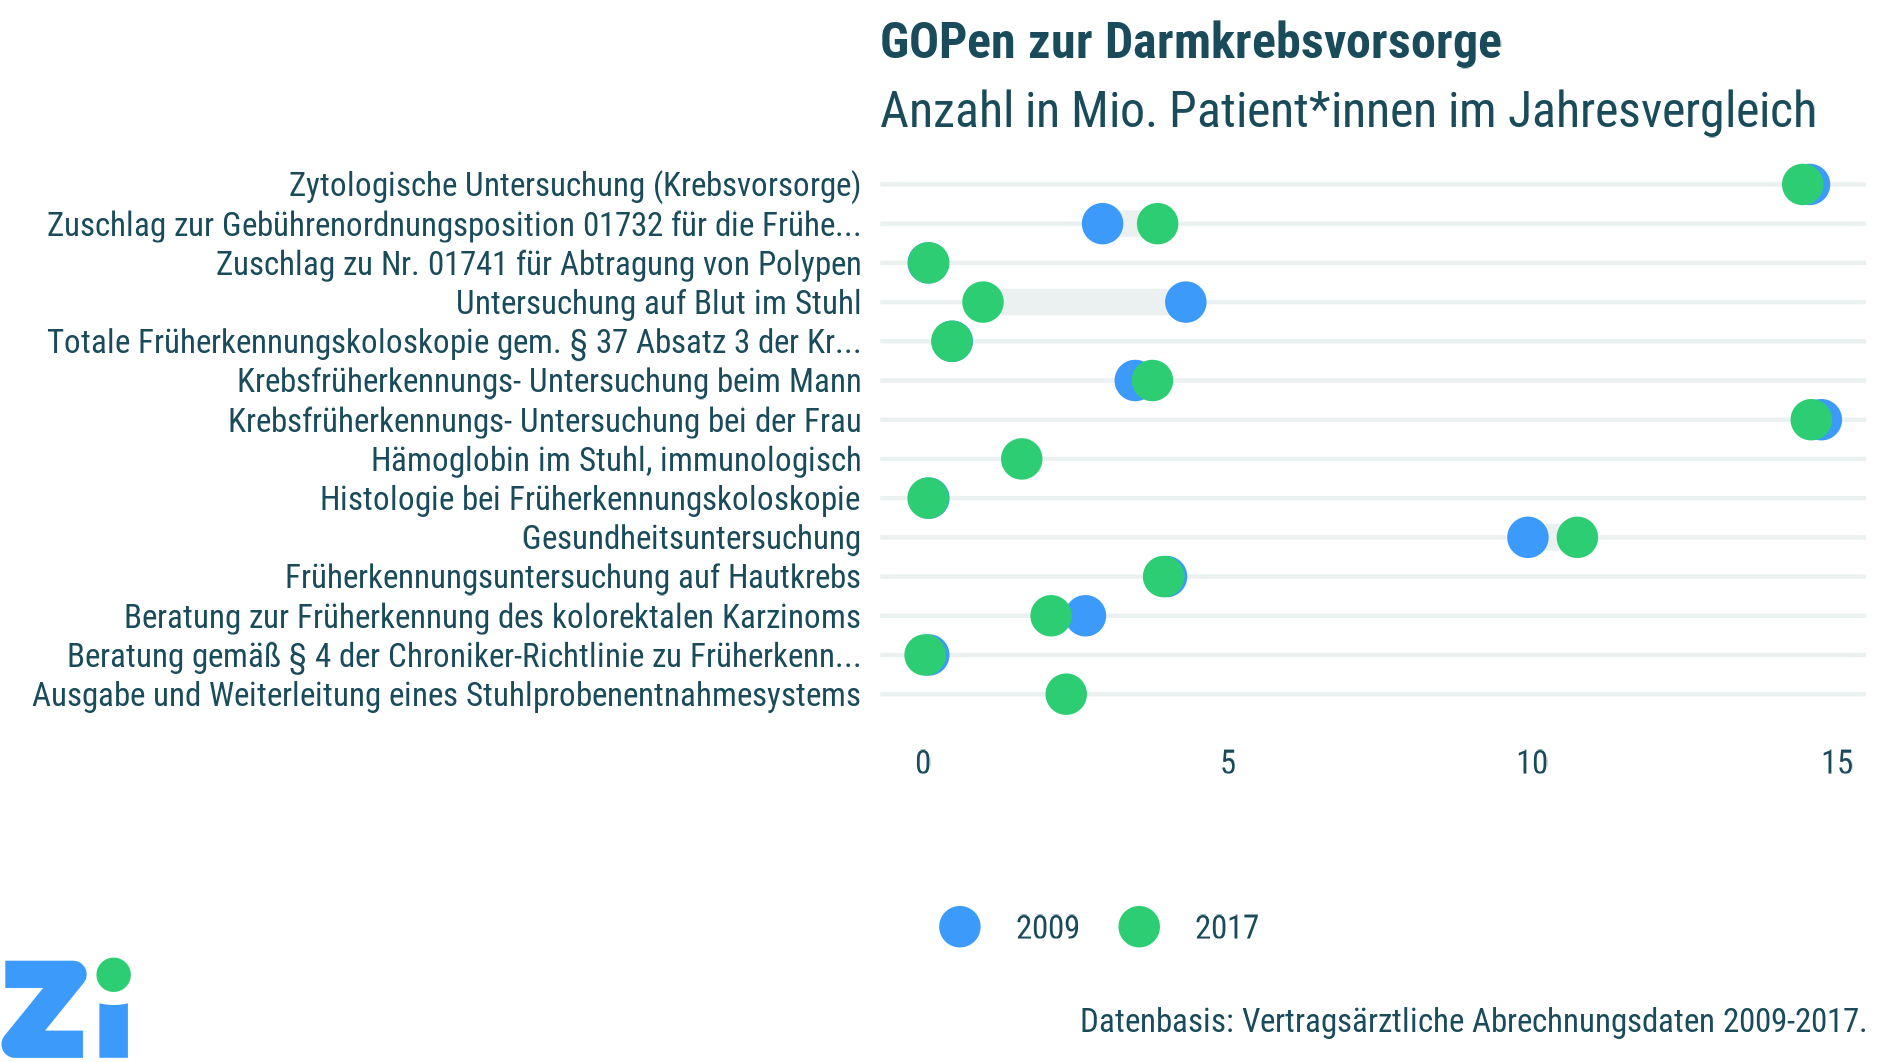 GOPen zur Darmkrebsvorsorge
Anzahl in Mio. Patient*innen im Jahresvergleich
Zytologische Untersuchung (Krebsvorsorge)
Zuschlag zur Gebührenordnungsposition 01732 für die Frühe...
Zuschlag zu Nr. 01741 für Abtragung von Polypen
Untersuchung auf Blut im Stuhl
Totale Früherkennungskoloskopie gem. § 37 Absatz 3 der Kr...
Krebsfrüherkennungs- Untersuchung beim Mann
Krebsfrüherkennungs- Untersuchung bei der Frau
Hämoglobin im Stuhl, immunologisch
Histologie bei Früherkennungskoloskopie
Gesundheitsuntersuchung
Früherkennungsuntersuchung auf Hautkrebs
Beratung zur Früherkennung des kolorektalen Karzinoms
Beratung gemäß § 4 der Chroniker-Richtlinie zu Früherkenn...
Ausgabe und Weiterleitung eines Stuhlprobenentnahmesystems
0 5 10 15
2009 2017
Zi
Datenbasis: Vertragsärztliche Abrechnungsdaten 2009-2017.